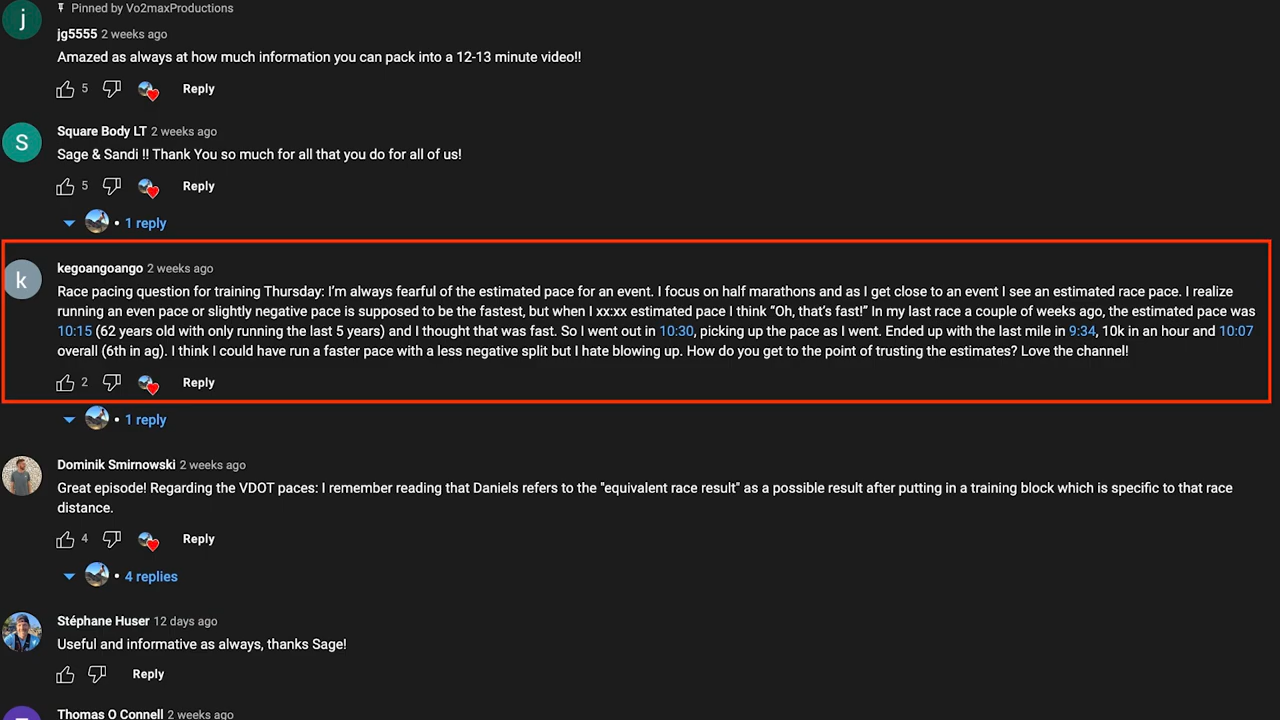 j
Pinned by Vo2maxProductions
jg5555 2 weeks ago
Amazed as always at how much information you can pack into a 12-13 minute video!!
5
Reply
S
Square Body LT 2 weeks ago
Sage & Sandi !! Thank You so much for all that you do for all of us!
5
Reply
• 1 reply
k
kegoangoango 2 weeks ago
Race pacing question for training Thursday: I'm always fearful of the estimated pace for an event. I focus on half marathons and as I get close to an event I see an estimated race pace. I realize
running an even pace or slightly negative pace is supposed to be the fastest, but when I xx:xx estimated pace I think “Oh, that's fast!” In my last race a couple of weeks ago, the estimated pace was
10:15 (62 years old with only running the last 5 years) and I thought that was fast. So I went out in 10:30, picking up the pace as I went. Ended up with the last mile in 9:34, 10k in an hour and 10:07
overall (6th in ag). I think I could have run a faster pace with a less negative split but I hate blowing up. How do you get to the point of trusting the estimates? Love the channel!
2
Reply
• 1 reply
Dominik Smirnowski 2 weeks ago
Great episode! Regarding the VDOT paces: I remember reading that Daniels refers to the "equivalent race result" as a possible result after putting in a training block which is specific to that race
distance.
4
Reply
• 4 replies
Stéphane Huser 12 days ago
Useful and informative as always, thanks Sage!
Reply
Thomas O Connell 2 weeks ago